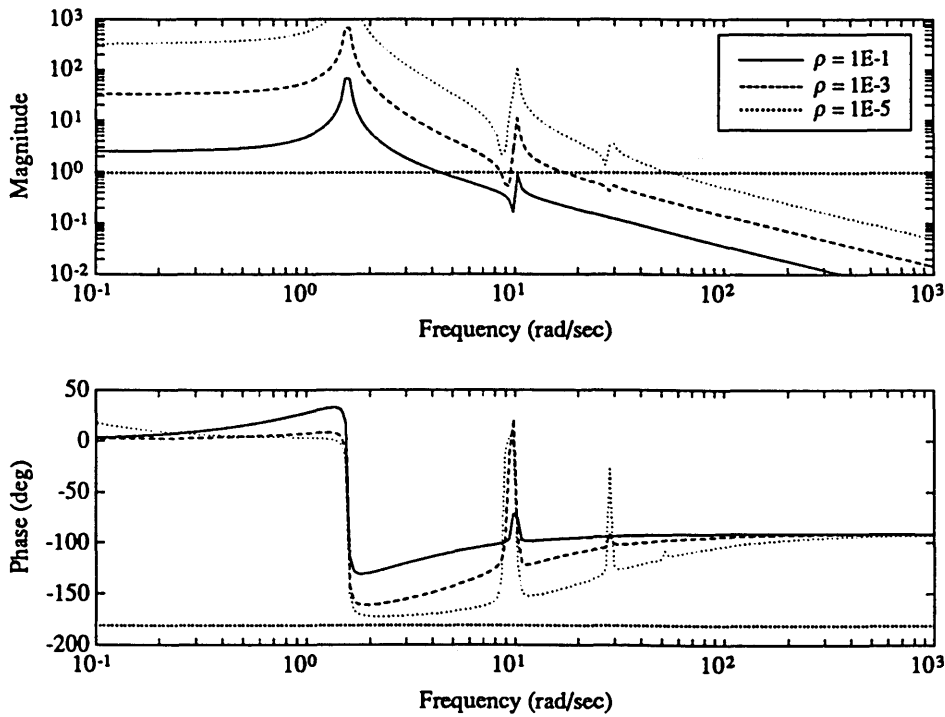 10³
10²
10¹
10⁰
10⁻¹
10⁻²
Magnitude
ρ = 1E-1
ρ = 1E-3
ρ = 1E-5
10⁻¹ 10⁰ 10¹ 10² 10³
Frequency (rad/sec)
50
0
-50
-100
-150
-200
Phase (deg)
10⁻¹ 10⁰ 10¹ 10² 10³
Frequency (rad/sec)